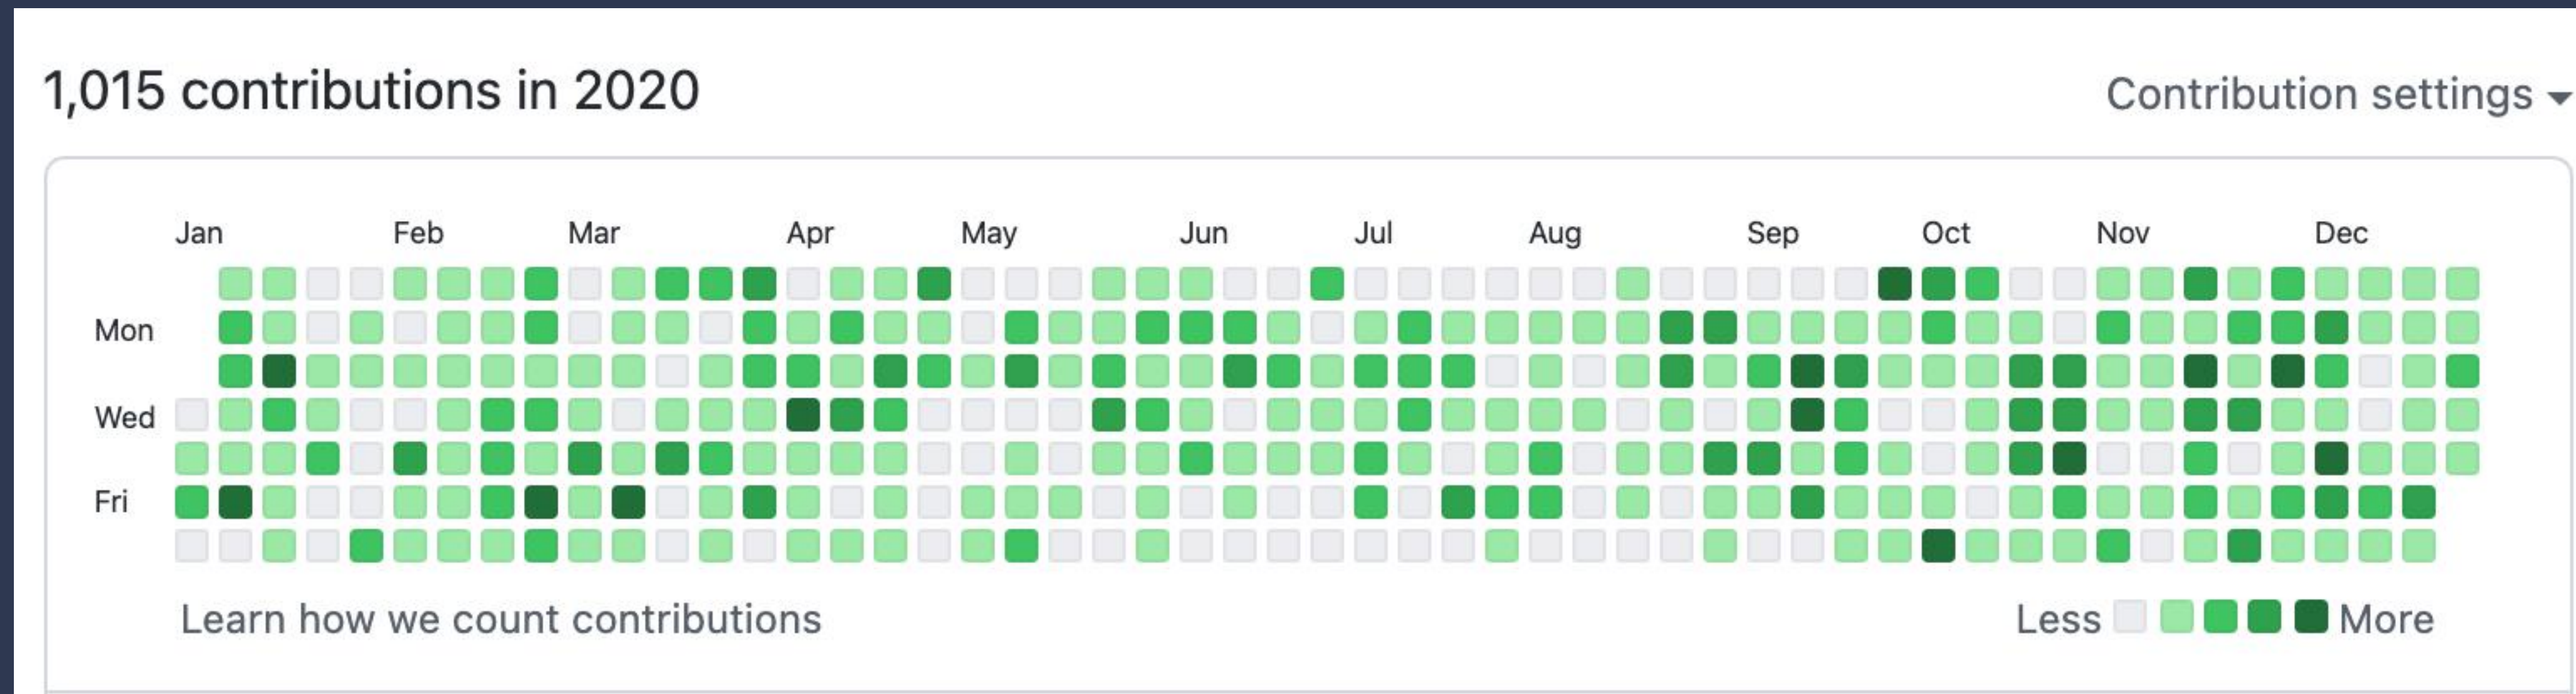 1,015 contributions in 2020
Contribution settings
Jan Feb Mar Apr May Jun Jul Aug Sep Oct Nov Dec
Mon
Wed
Fri
Learn how we count contributions
Less More